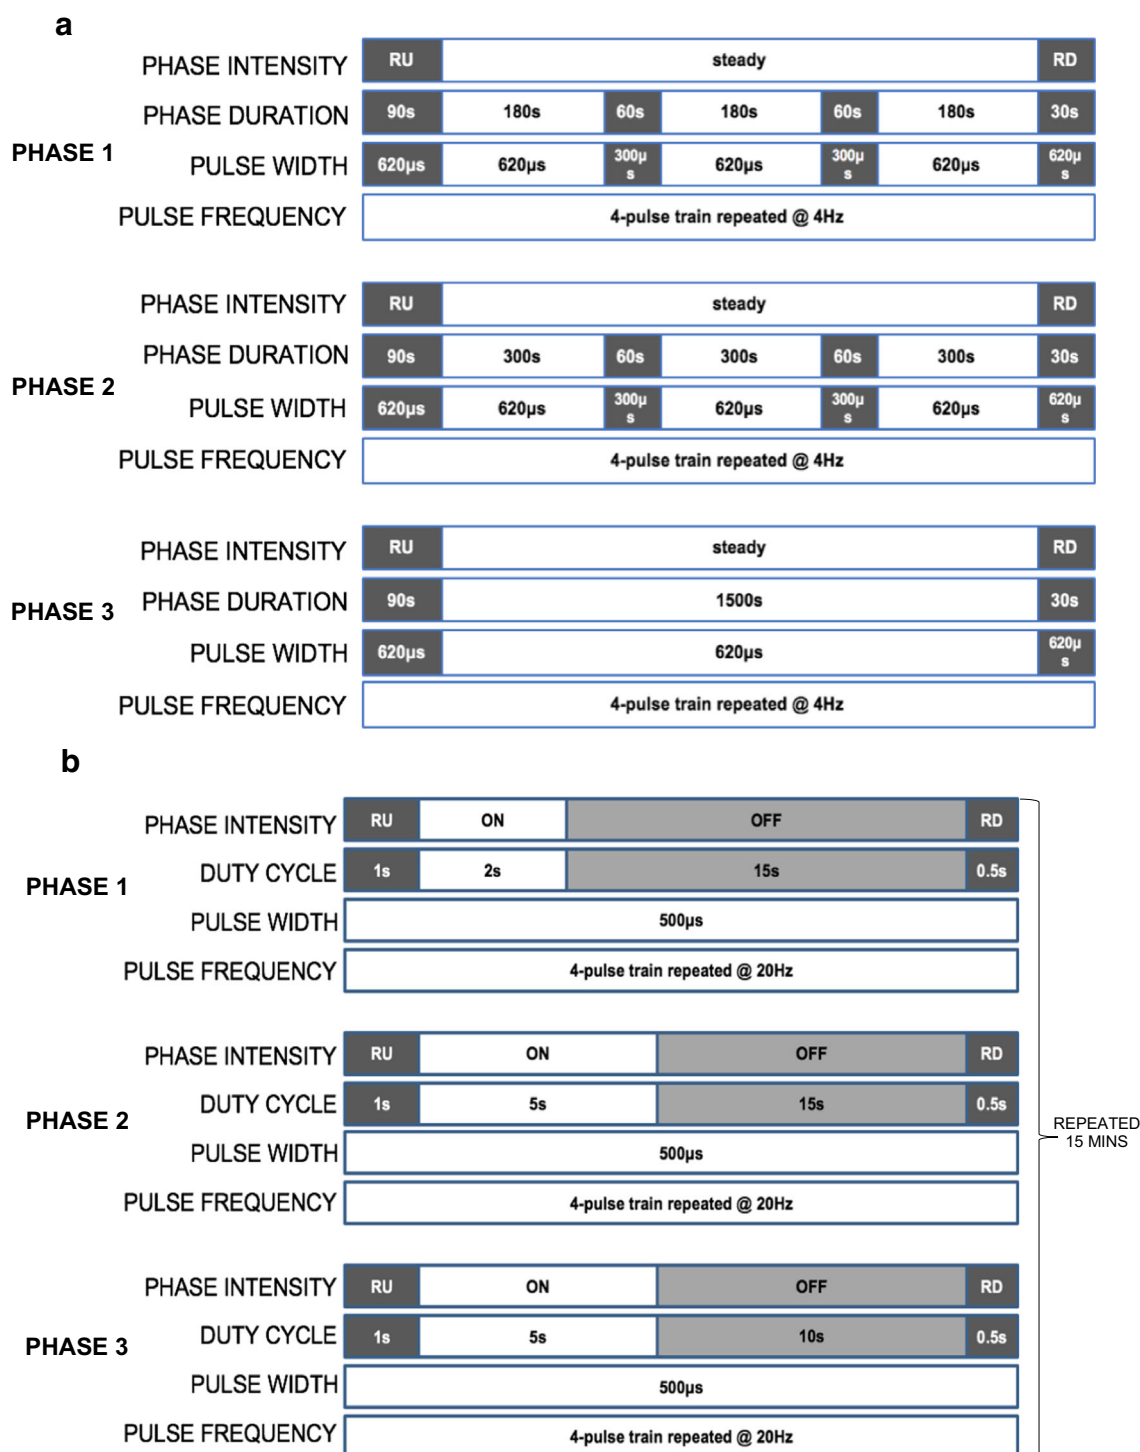 a
PHASE 1
PHASE INTENSITY RU steady RD
PHASE DURATION 90s 180s 60s 180s 60s 180s 30s
PULSE WIDTH 620µs 620µs 300µ
s 620µs 300µ
s 620µs 620µ
s
PULSE FREQUENCY 4-pulse train repeated @ 4Hz
PHASE 2
PHASE INTENSITY RU steady RD
PHASE DURATION 90s 300s 60s 300s 60s 300s 30s
PULSE WIDTH 620µs 620µs 300µ
s 620µs 300µ
s 620µs 620µ
s
PULSE FREQUENCY 4-pulse train repeated @ 4Hz
PHASE 3
PHASE INTENSITY RU steady RD
PHASE DURATION 90s 1500s 30s
PULSE WIDTH 620µs 620µs 620µ
s
PULSE FREQUENCY 4-pulse train repeated @ 4Hz
b
PHASE 1
PHASE INTENSITY RU ON OFF RD
DUTY CYCLE 1s 2s 15s 0.5s
PULSE WIDTH 500µs
PULSE FREQUENCY 4-pulse train repeated @ 20Hz
PHASE 2
PHASE INTENSITY RU ON OFF RD
DUTY CYCLE 1s 5s 15s 0.5s
PULSE WIDTH 500µs
PULSE FREQUENCY 4-pulse train repeated @ 20Hz
PHASE 3
PHASE INTENSITY RU ON OFF RD
DUTY CYCLE 1s 5s 10s 0.5s
PULSE WIDTH 500µs
PULSE FREQUENCY 4-pulse train repeated @ 20Hz
REPEATED
15 MINS